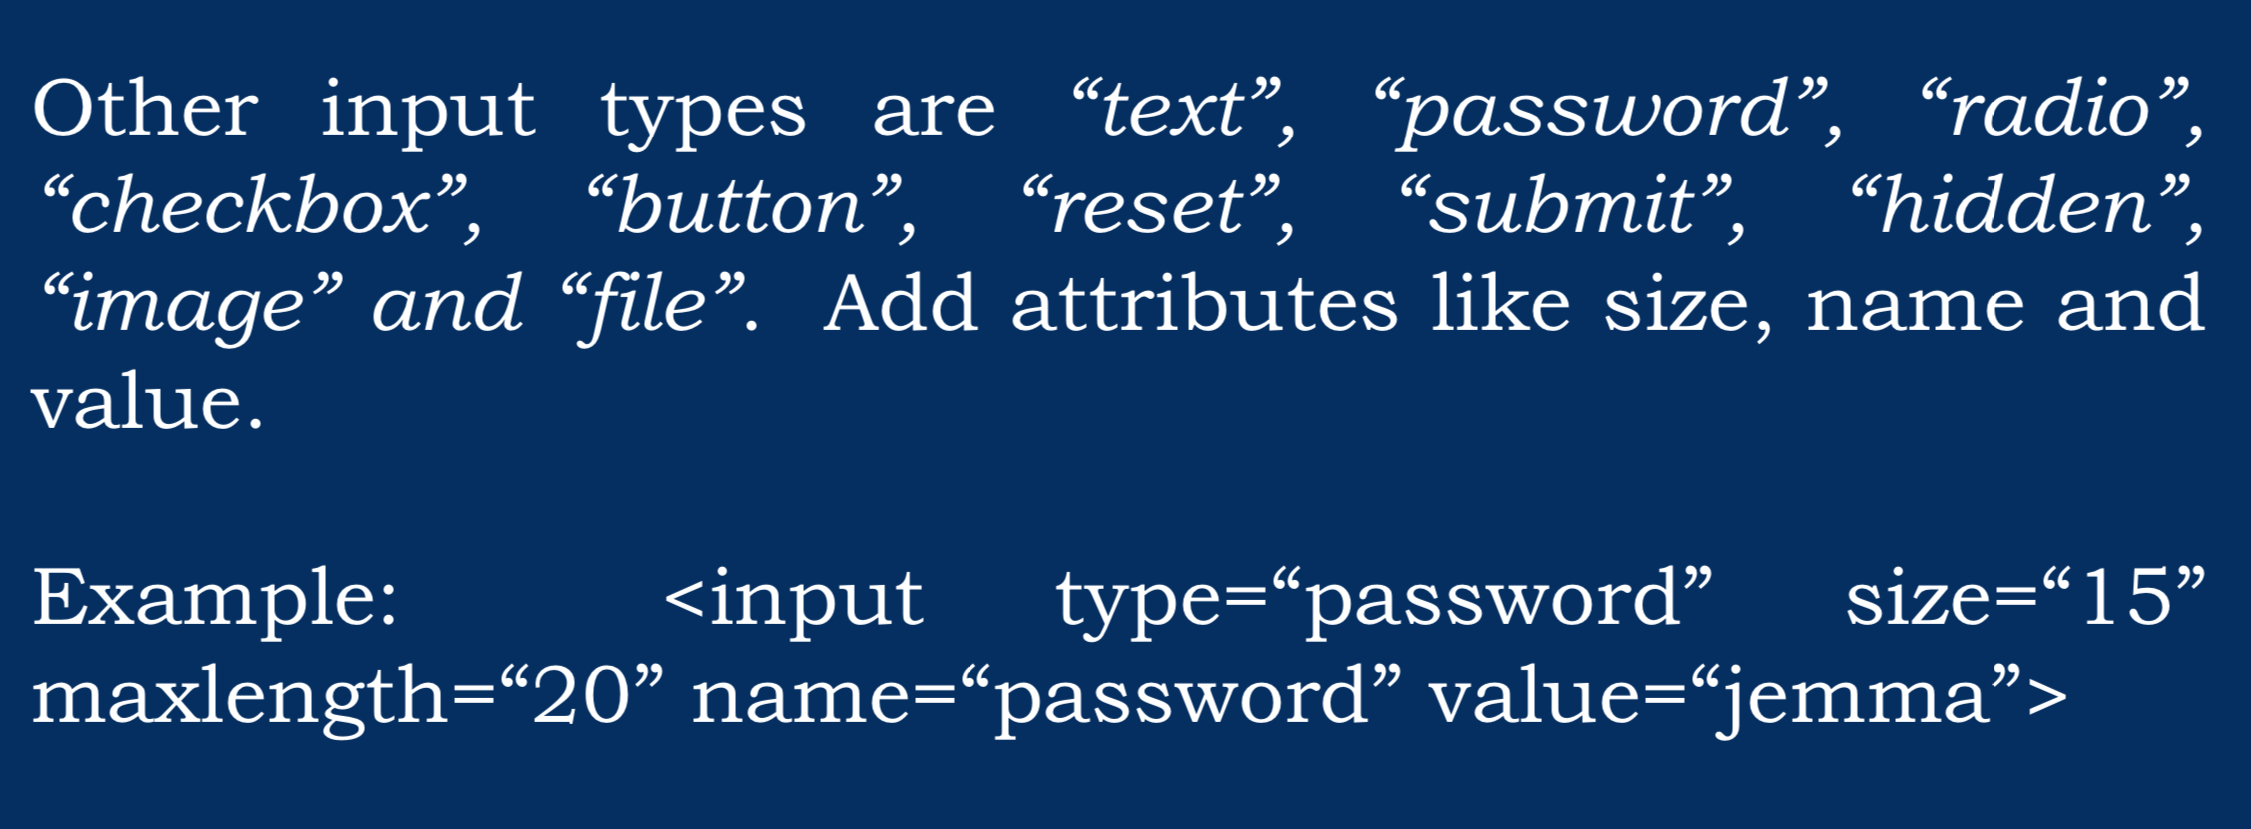 Other input types are “text”, “password”, “radio”,
“checkbox”, “button”, “reset”, “submit”, “hidden”,
“image” and “file”. Add attributes like size, name and
value.
Example: <input type=“password” size=“15”
maxlength=“20” name=“password” value=“jemma”>